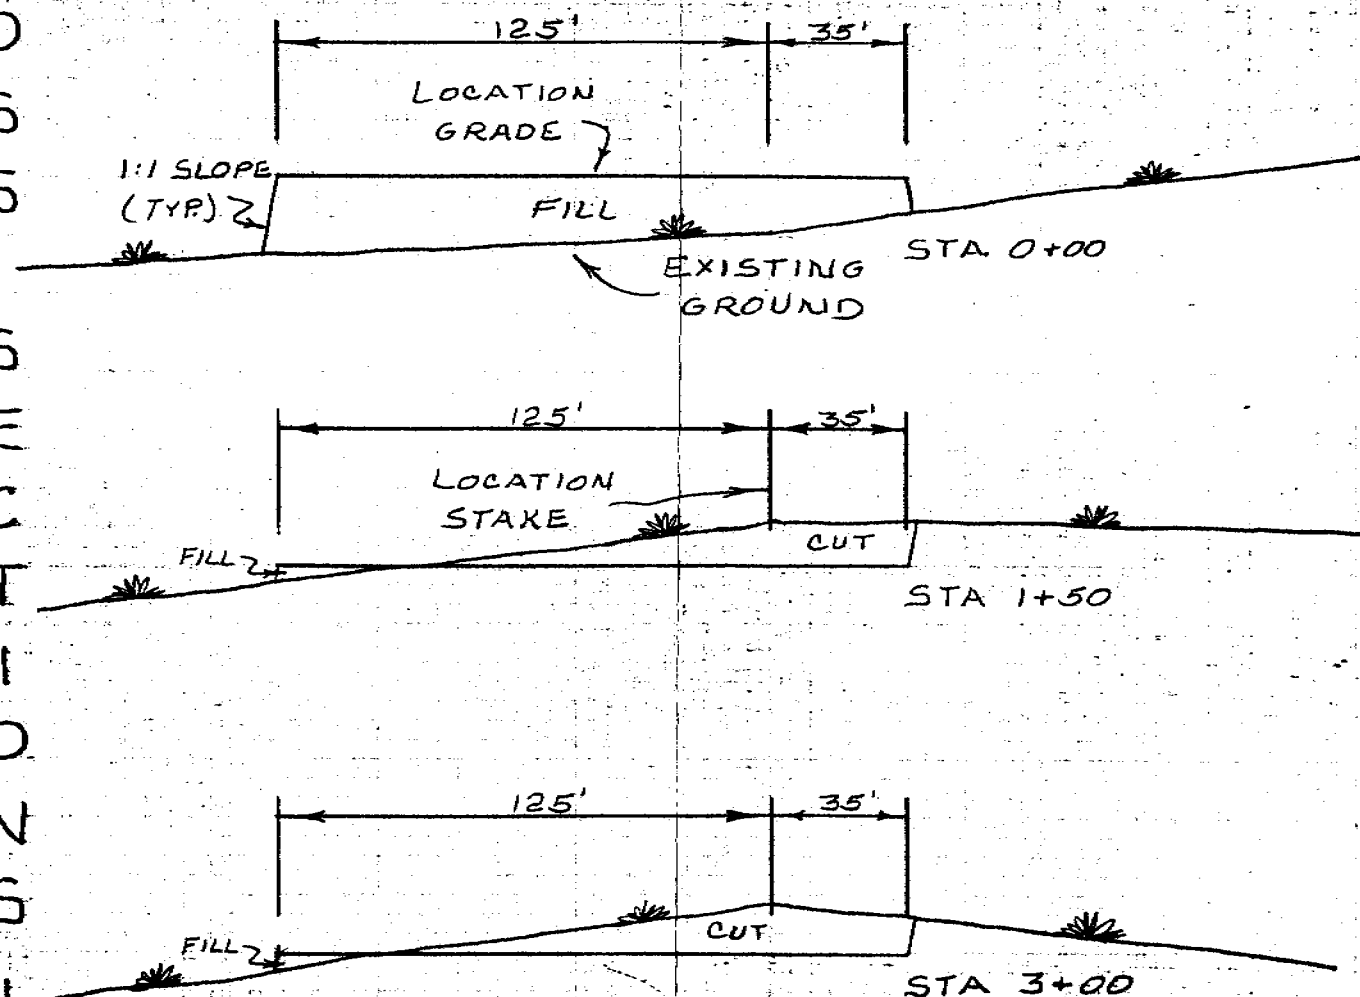 125' 35'
LOCATION
GRADE
1:1 SLOPE
(TYP.)
FILL
STA 0+00
EXISTING
GROUND
125' 35'
LOCATION
STAKE
CUT
FILL
STA 1+50
125' 35'
CUT
FILL
STA 3+00